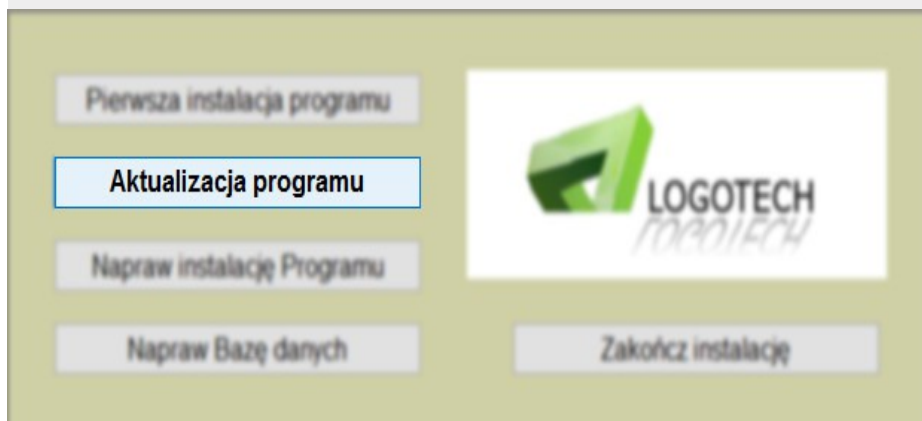 Pierwsza instalacja programu
Aktualizacja programu
Napraw instalację Programu
Napraw Bazę danych
LOGOTECH
Zakończ instalację